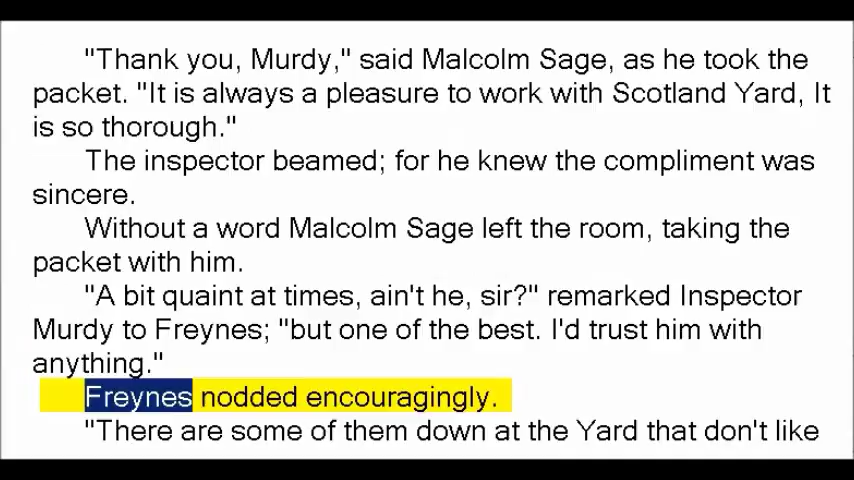 "Thank you, Murdy," said Malcolm Sage, as he took the
packet. "It is always a pleasure to work with Scotland Yard, It
is so thorough."
The inspector beamed; for he knew the compliment was
sincere.
Without a word Malcolm Sage left the room, taking the
packet with him.
"A bit quaint at times, ain't he, sir?" remarked Inspector
Murdy to Freynes; "but one of the best. I'd trust him with
anything."
Freynes nodded encouragingly.
"There are some of them down at the Yard that don't like